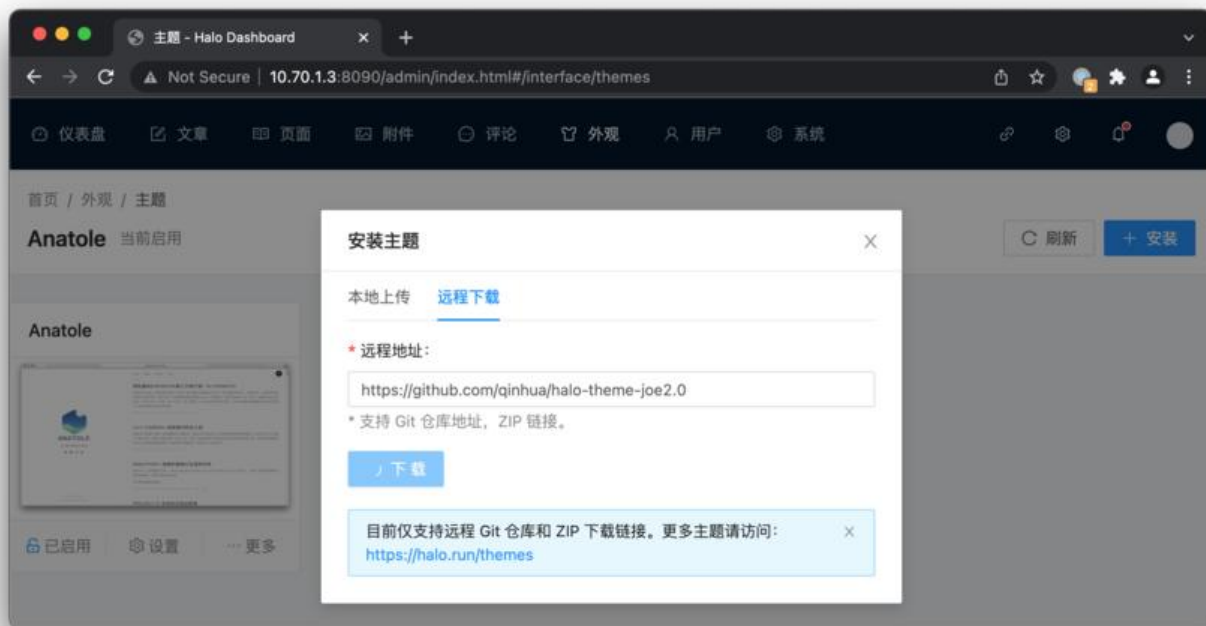 主题 - Halo Dashboard
Not Secure | 10.70.1.3:8090/admin/index.html#/interface/themes
2
仪表盘 文章 页面 附件 评论 外观 用户 系统
首页 / 外观 / 主题
Anatole 当前启用
刷新 + 安装
安装主题
本地上传 远程下载
* 远程地址：
https://github.com/qinhua/halo-theme-joe2.0
* 支持 Git 仓库地址，ZIP 链接。
下 载
目前仅支持远程 Git 仓库和 ZIP 下载链接。更多主题请访问：
https://halo.run/themes
Anatole
ANATOLE
已启用 设置 ··· 更多